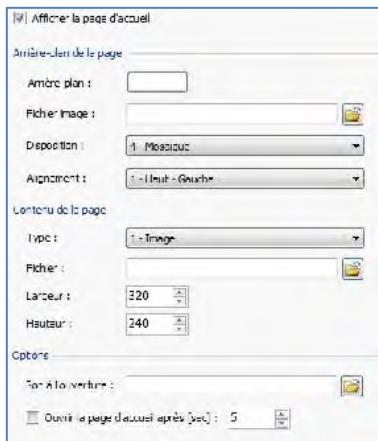 Afficher la page d'accueil
Arrière-plan de la page
Arrière plan :
Fichier image :
Disposition : 4 - Mosaïque
Alignement : 1 - Haut - Gauche
Contenu de la page
Type : 1 - Image
Fichier :
Largeur : 320
Hauteur : 240
Options
Son à l'ouverture :
Ouvrir la page d'accueil après [sec] : 5